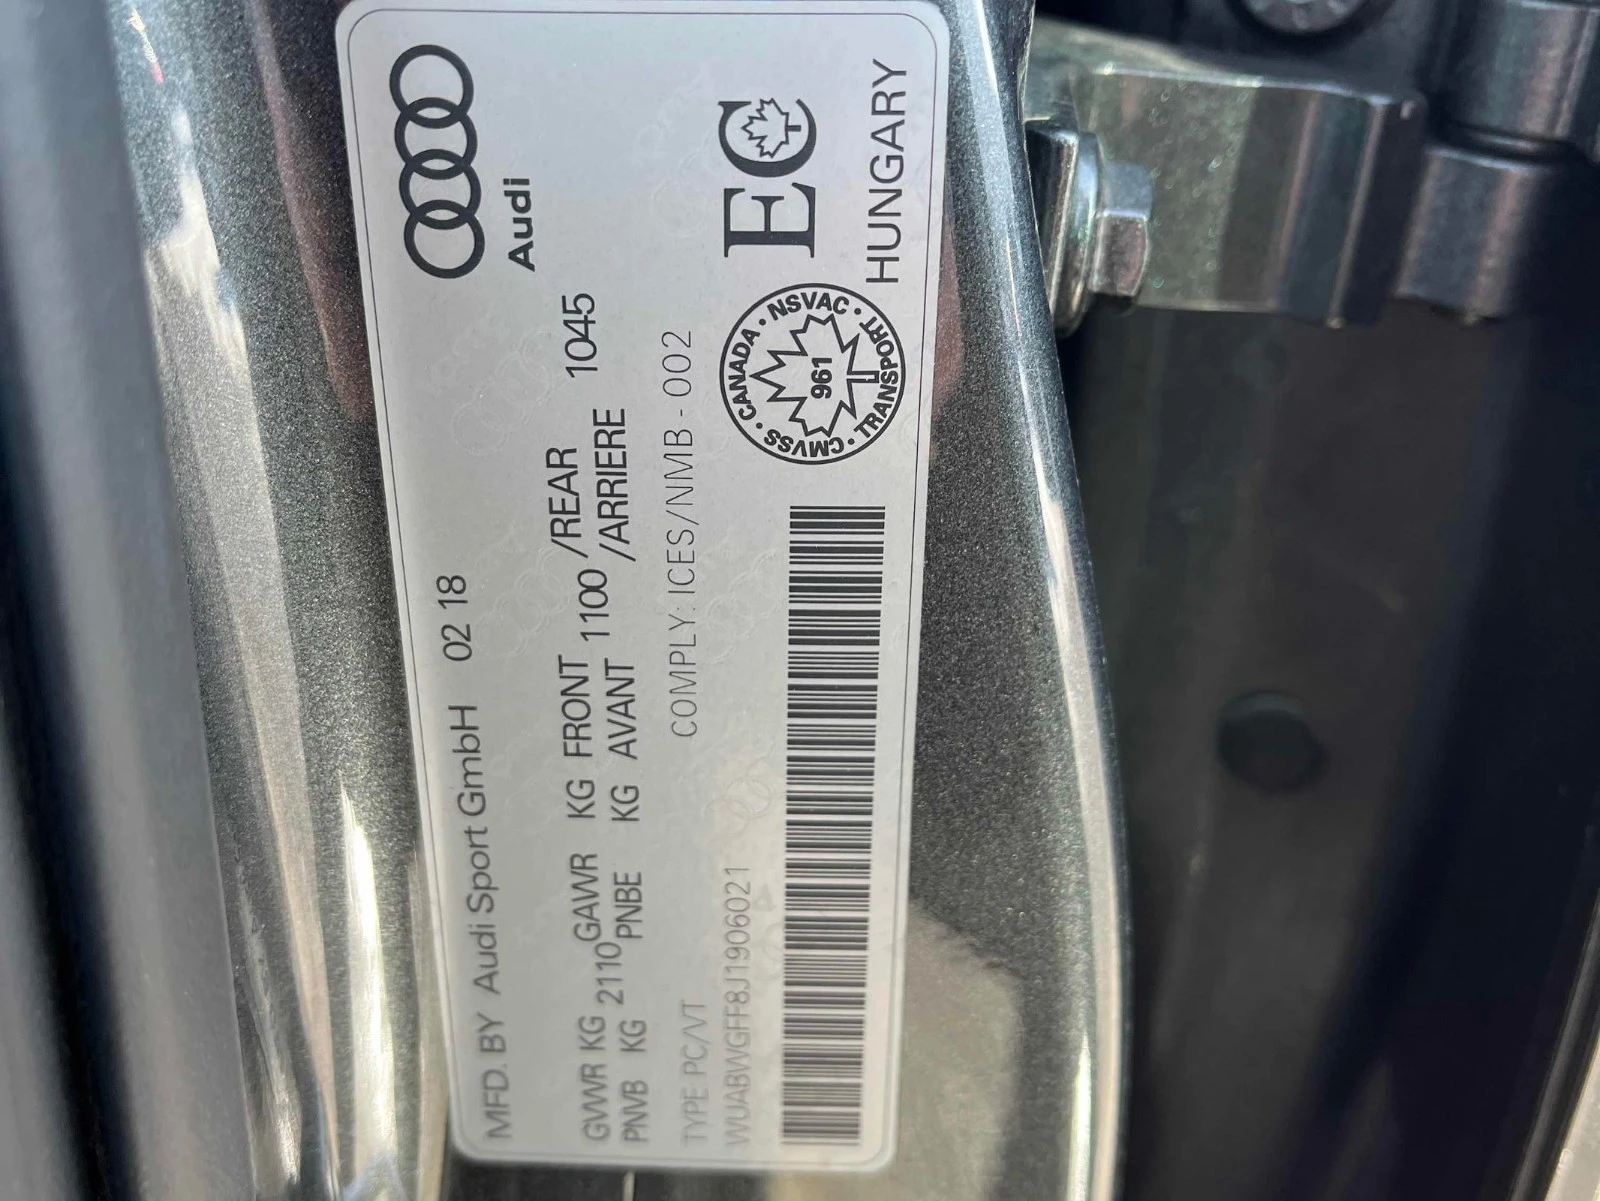 Audi
MFD. BY Audi Sport GmbH 02 18
GVWR KG 2110 GAWR KG FRONT 1100 /REAR 1045
PNVB KG PNBE KG AVANT /ARRIERE
COMPLY: ICES/NMB-002
TYPE PC/VT
WUABWGFF8J1906021
CANADA · NSVAC · TRANSPORT · CMVSS ·
961
EC
HUNGARY